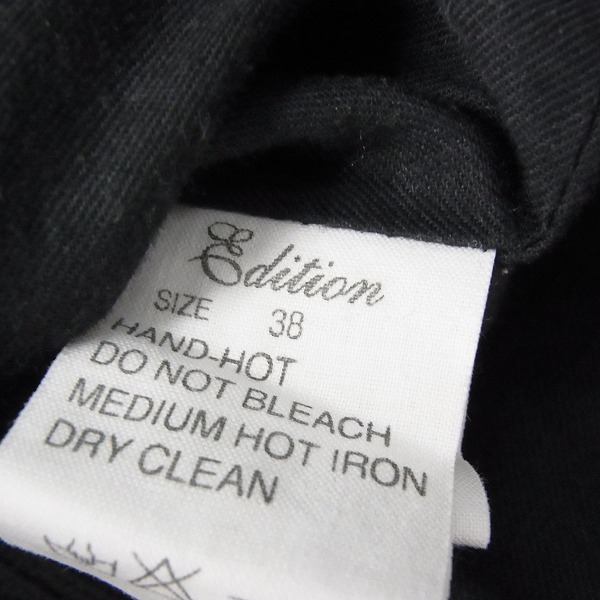 Edition
SIZE 38
HAND-HOT
DO NOT BLEACH
MEDIUM HOT IRON
DRY CLEAN